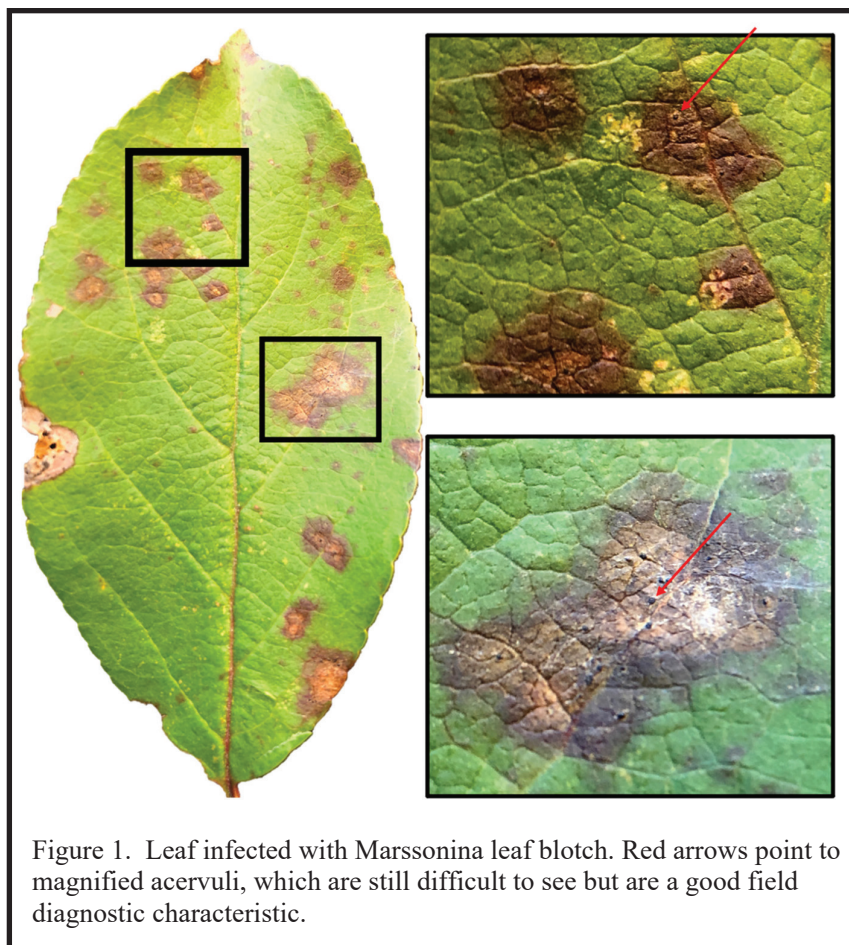 Figure 1.  Leaf infected with Marssonina leaf blotch. Red arrows point to
magnified acervuli, which are still difficult to see but are a good field
diagnostic characteristic.